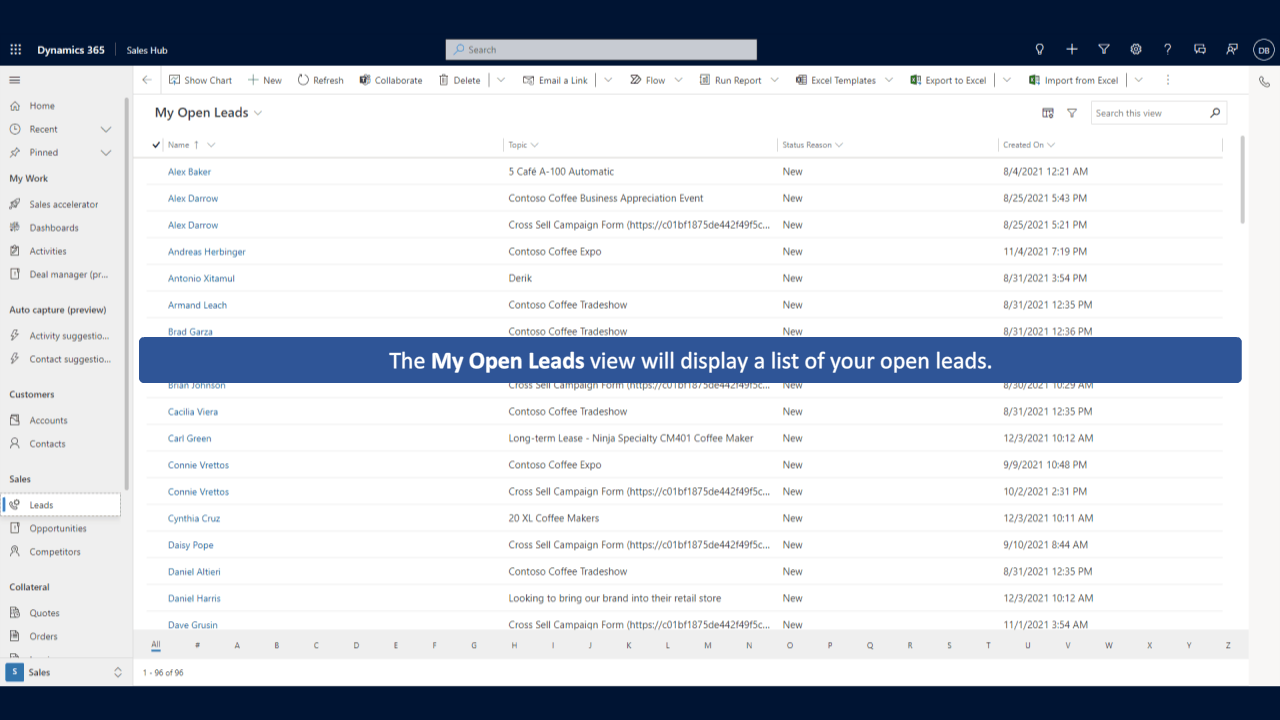 Dynamics 365 Sales Hub Search DB
Show Chart New Refresh Collaborate Delete Email a Link Flow Run Report Excel Templates Export to Excel Import from Excel
Home
Recent
Pinned
My Work
Sales accelerator
Dashboards
Activities
Deal manager (pr...
Auto capture (preview)
Activity suggestio...
Contact suggestio...
Customers
Accounts
Contacts
Sales
Leads
Opportunities
Competitors
Collateral
Quotes
Orders
S Sales
My Open Leads Search this view
Name Topic Status Reason Created On
Alex Baker 5 Café A-100 Automatic New 8/4/2021 12:21 AM
Alex Darrow Contoso Coffee Business Appreciation Event New 8/25/2021 5:43 PM
Alex Darrow Cross Sell Campaign Form (https://c01bf1875de442f49f5c... New 8/25/2021 5:21 PM
Andreas Herbinger Contoso Coffee Expo New 11/4/2021 7:19 PM
Antonio Xitamul Derik New 8/31/2021 3:54 PM
Armand Leach Contoso Coffee Tradeshow New 8/31/2021 12:35 PM
Brad Garza Contoso Coffee Tradeshow New 8/31/2021 12:36 PM
The My Open Leads view will display a list of your open leads.
Brian Johnson Cross Sell Campaign Form (https://c01bf1875de442f49f5c... New 8/30/2021 10:29 AM
Cacilia Viera Contoso Coffee Tradeshow New 8/31/2021 12:35 PM
Carl Green Long-term Lease - Ninja Specialty CM401 Coffee Maker New 12/3/2021 10:12 AM
Connie Vrettos Contoso Coffee Expo New 9/9/2021 10:48 PM
Connie Vrettos Cross Sell Campaign Form (https://c01bf1875de442f49f5c... New 10/2/2021 2:31 PM
Cynthia Cruz 20 XL Coffee Makers New 12/3/2021 10:11 AM
Daisy Pope Cross Sell Campaign Form (https://c01bf1875de442f49f5c... New 9/10/2021 8:44 AM
Daniel Altieri Contoso Coffee Tradeshow New 8/31/2021 12:35 PM
Daniel Harris Looking to bring our brand into their retail store New 12/3/2021 10:12 AM
Dave Grusin Cross Sell Campaign Form (https://c01bf1875de442f49f5c... New 11/1/2021 3:54 AM
All # A B C D E F G H I J K L M N O P Q R S T U V W X Y Z
1 - 96 of 96